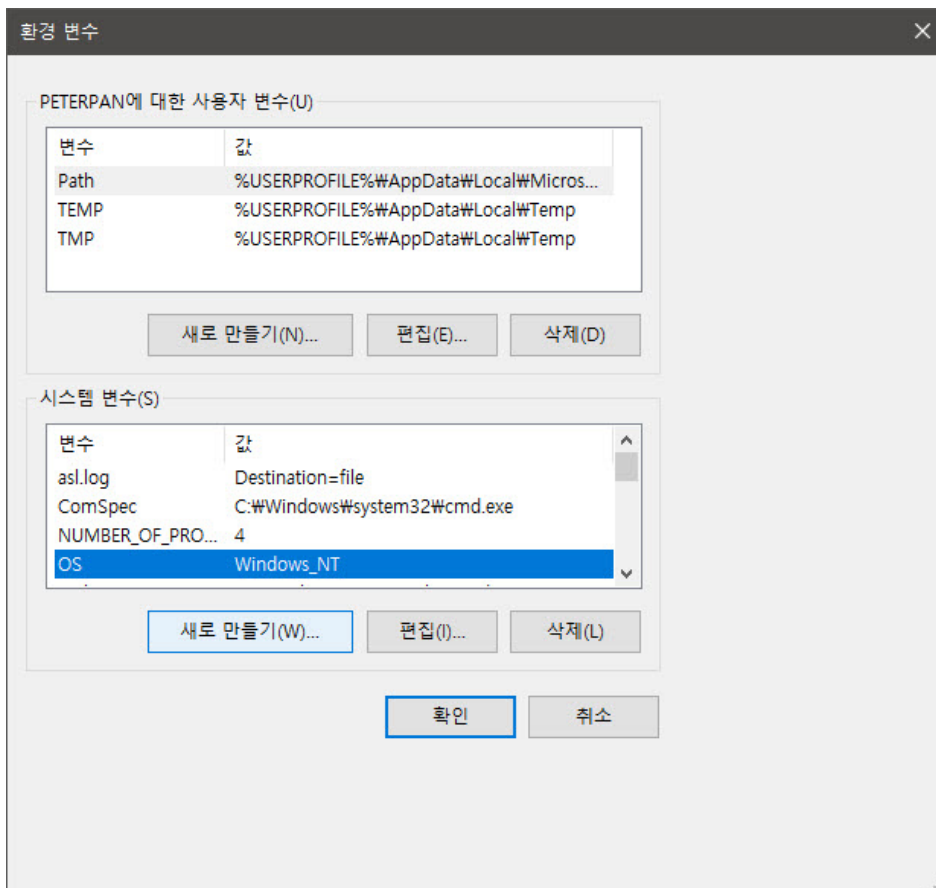 환경 변수
PETERPAN에 대한 사용자 변수(U)
변수 값
Path %USERPROFILE%₩AppData₩Local₩Micros...
TEMP %USERPROFILE%₩AppData₩Local₩Temp
TMP %USERPROFILE%₩AppData₩Local₩Temp
새로 만들기(N)... 편집(E)... 삭제(D)
시스템 변수(S)
변수 값
asl.log Destination=file
ComSpec C:₩Windows₩system32₩cmd.exe
NUMBER_OF_PRO... 4
OS Windows_NT
새로 만들기(W)... 편집(I)... 삭제(L)
확인 취소